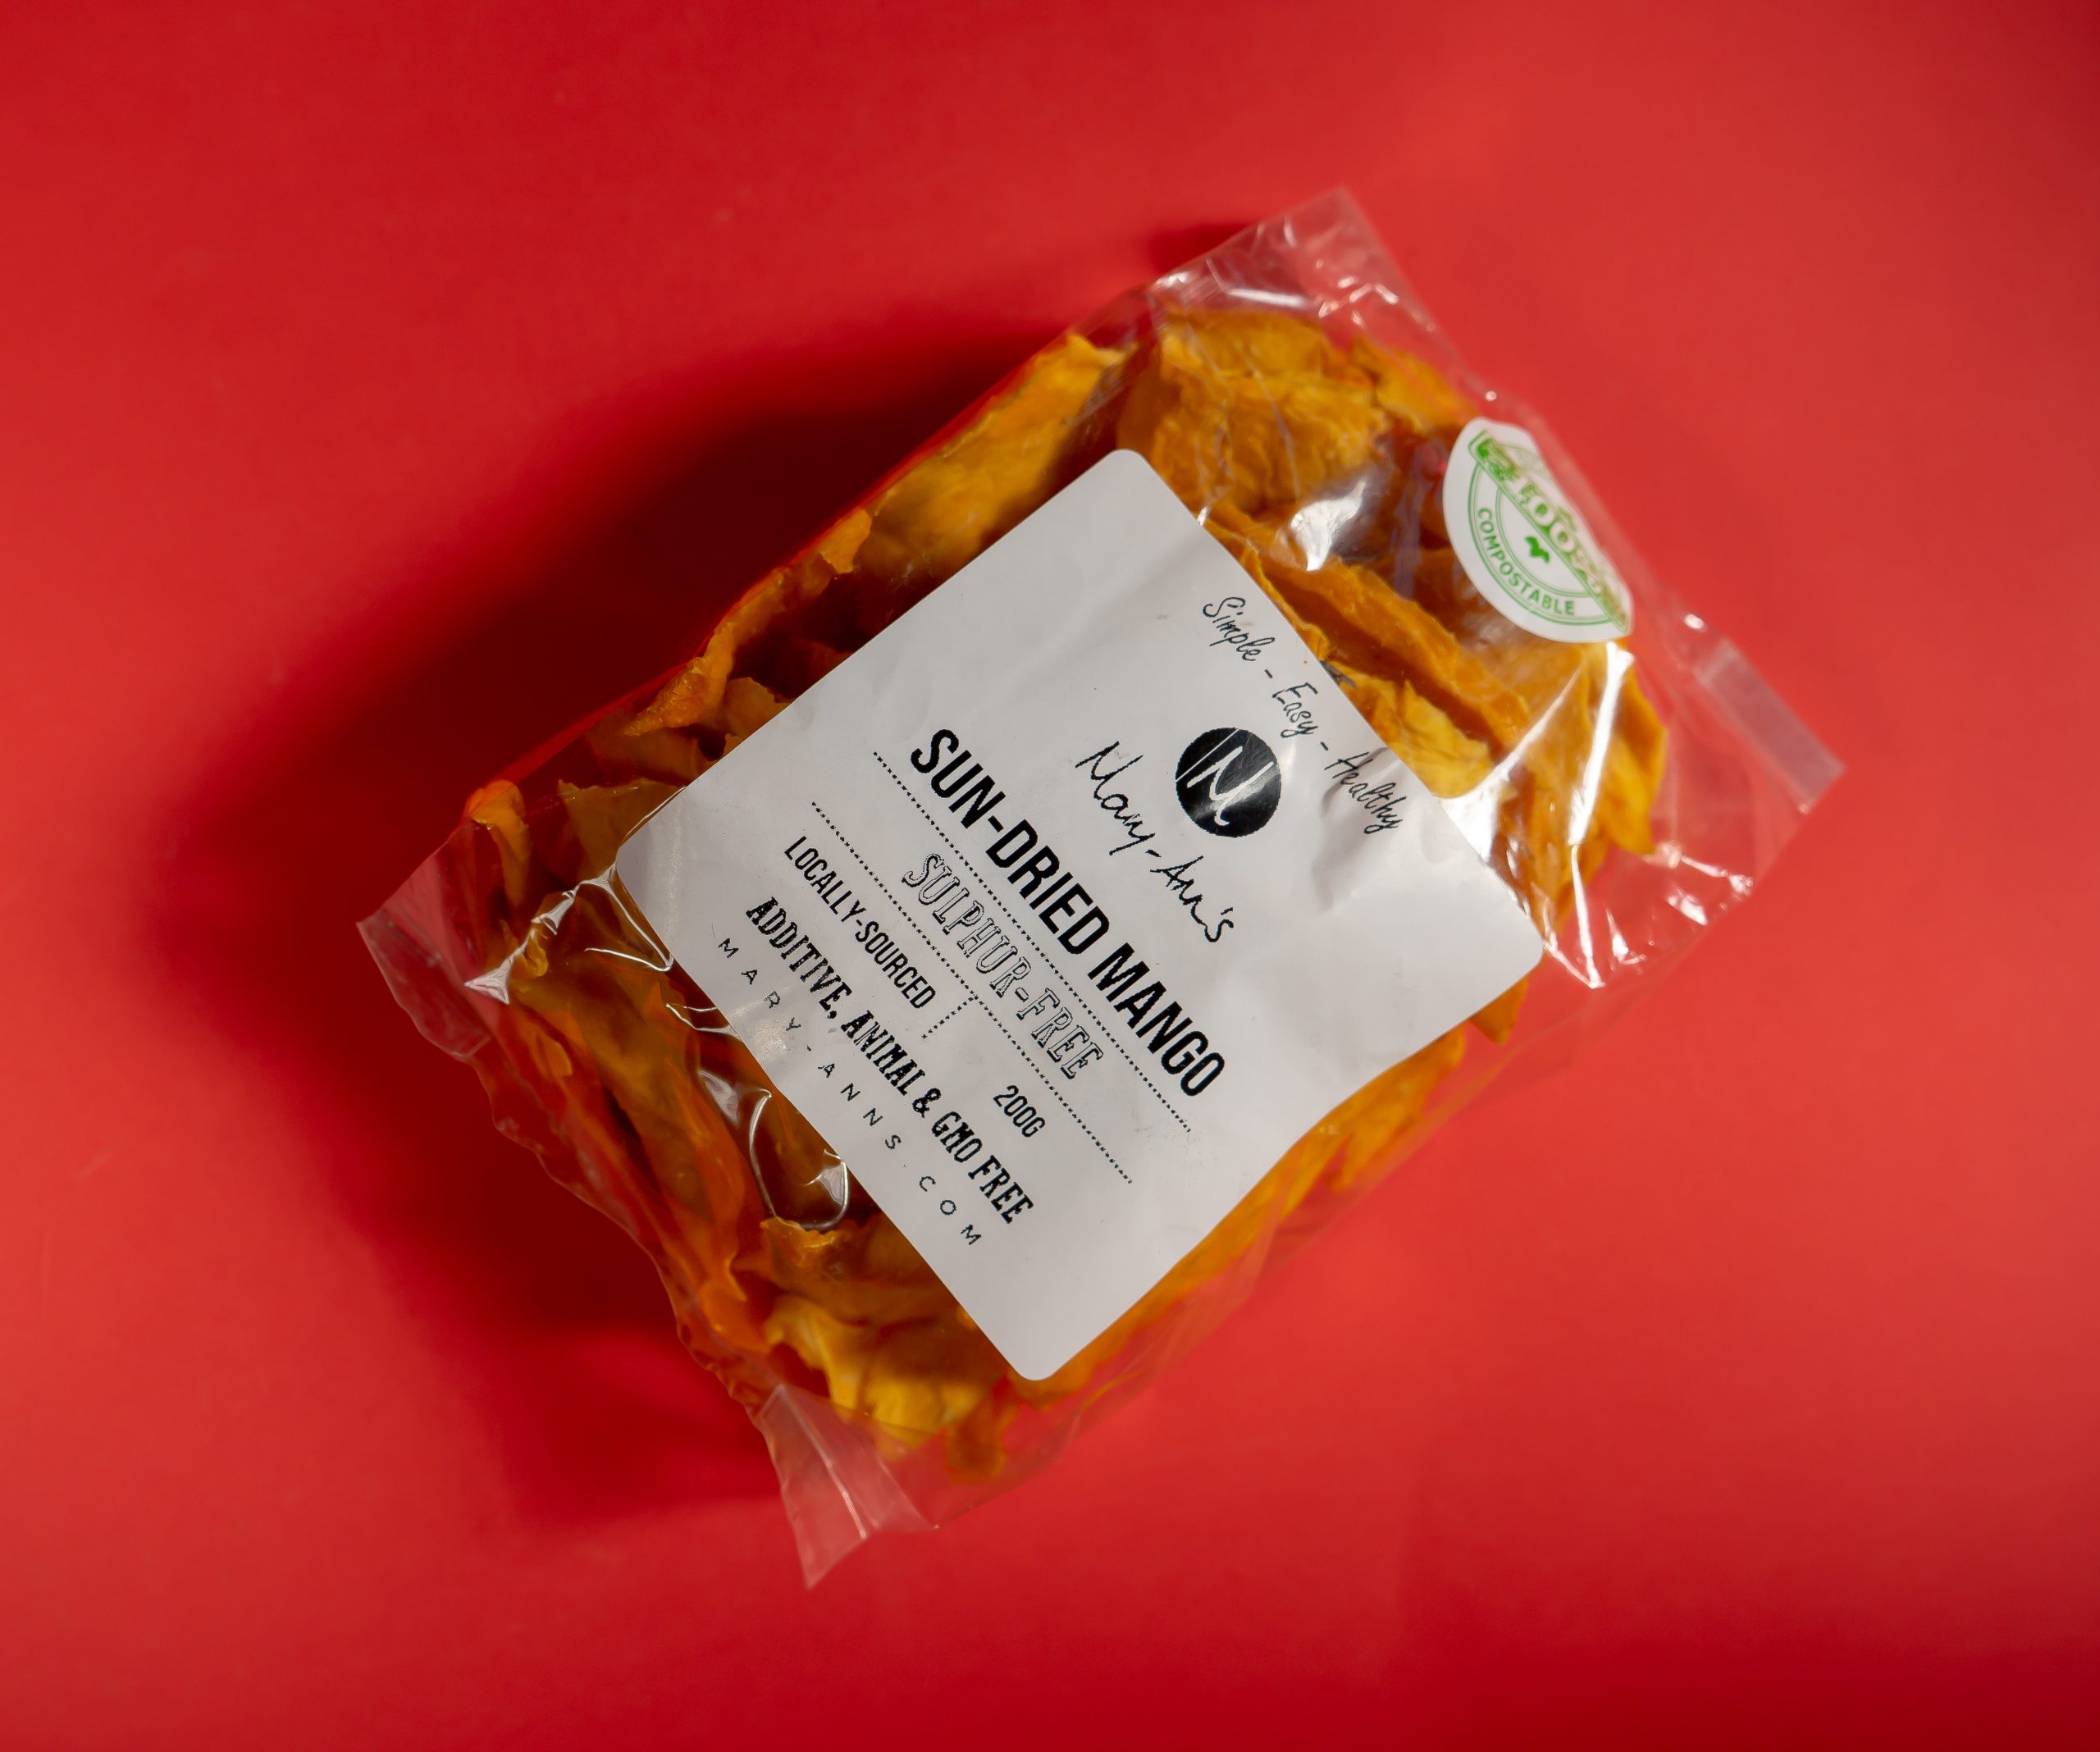 Simple - Easy - Healthy
M
Mary-Ann's
SUN-DRIED MANGO
SULPHUR-FREE
LOCALLY-SOURCED 200G
ADDITIVE, ANIMAL & GMO FREE
MARY-ANNS.COM
100%
COMPOSTABLE